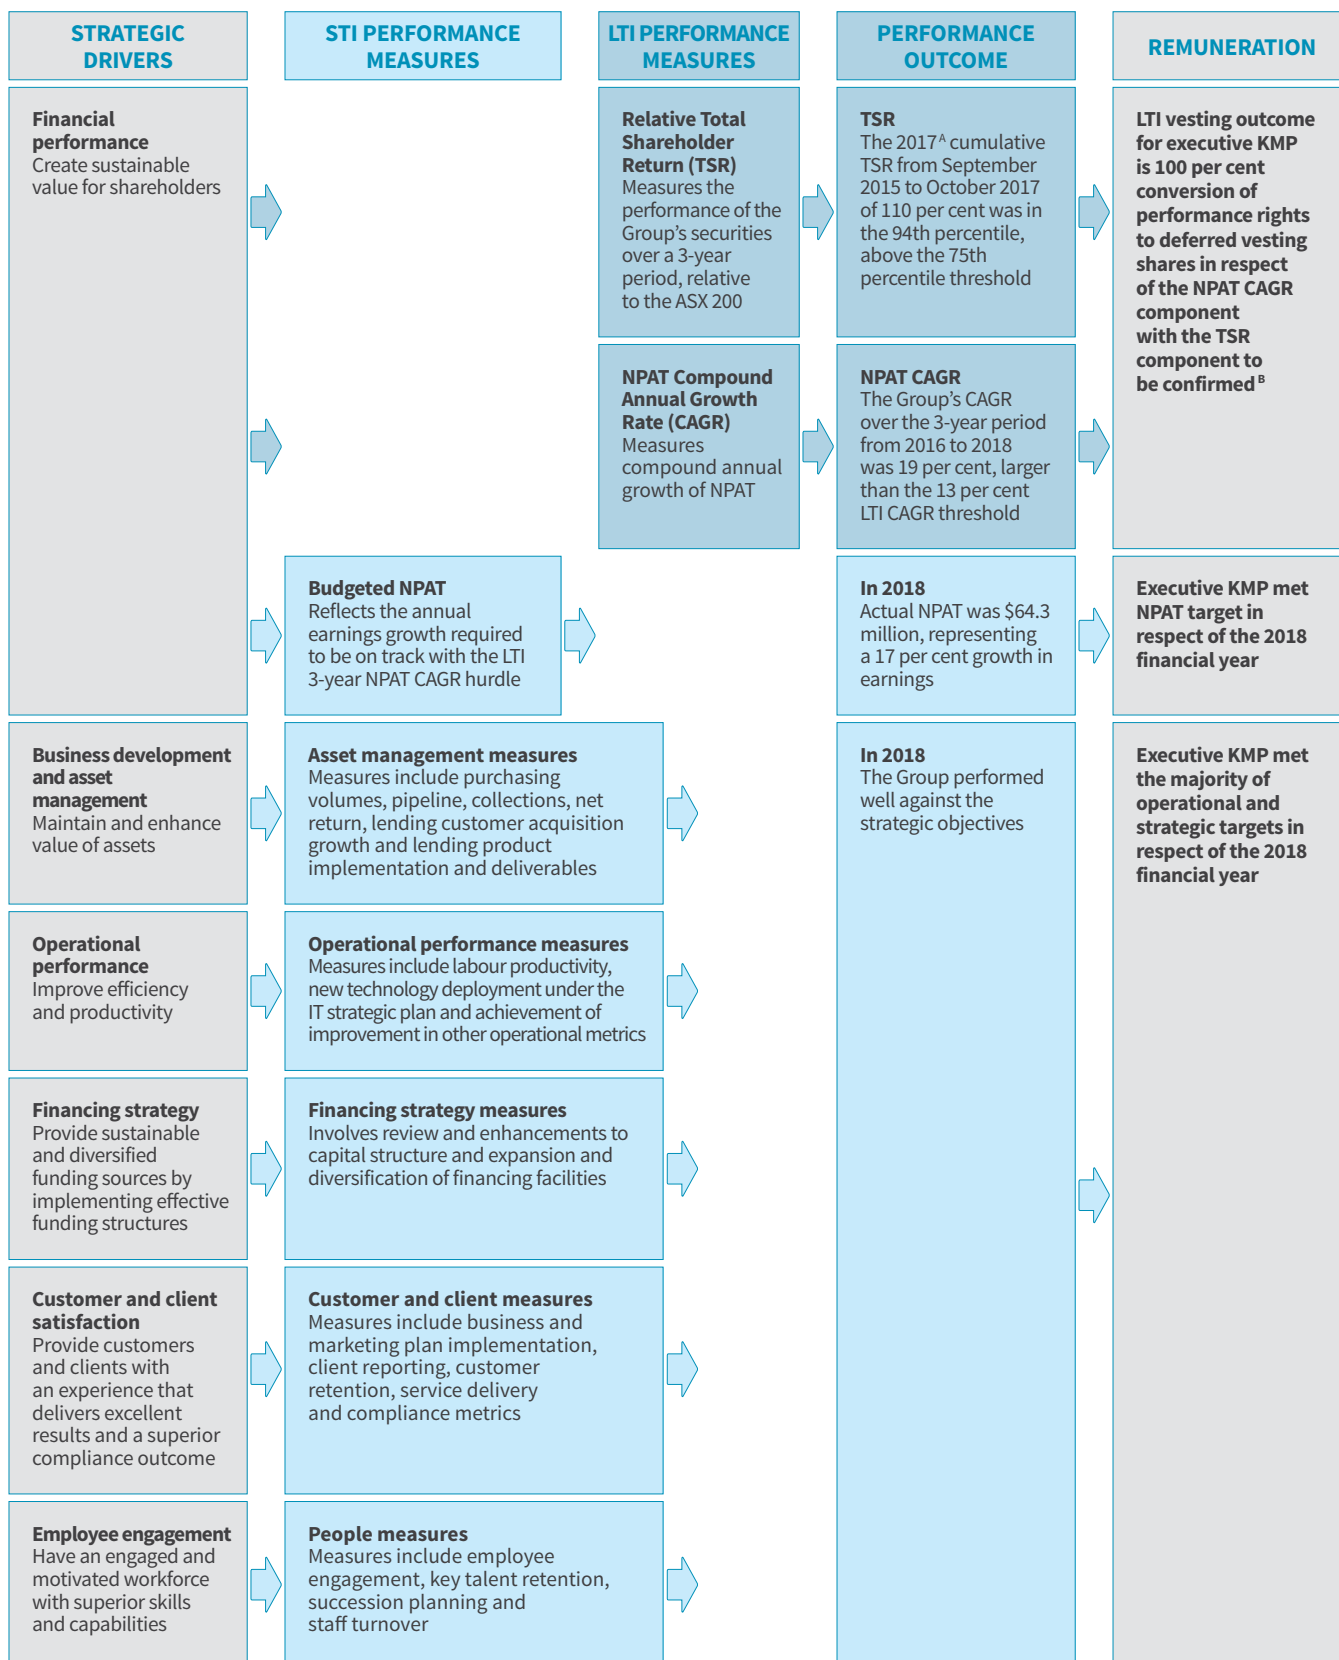 STRATEGIC
DRIVERS
STI PERFORMANCE
MEASURES
LTI PERFORMANCE
MEASURES
PERFORMANCE
OUTCOME
REMUNERATION
Financial
performance
Create sustainable
value for shareholders
Relative Total
Shareholder
Return (TSR)
Measures the
performance of the
Group’s securities
over a 3-year
period, relative
to the ASX 200
TSR
The 2017ᴬ cumulative
TSR from September
2015 to October 2017
of 110 per cent was in
the 94th percentile,
above the 75th
percentile threshold
LTI vesting outcome
for executive KMP
is 100 per cent
conversion of
performance rights
to deferred vesting
shares in respect
of the NPAT CAGR
component
with the TSR
component to
be confirmedᴮ
NPAT Compound
Annual Growth
Rate (CAGR)
Measures
compound annual
growth of NPAT
NPAT CAGR
The Group’s CAGR
over the 3-year period
from 2016 to 2018
was 19 per cent, larger
than the 13 per cent
LTI CAGR threshold
Budgeted NPAT
Reflects the annual
earnings growth required
to be on track with the LTI
3-year NPAT CAGR hurdle
In 2018
Actual NPAT was $64.3
million, representing
a 17 per cent growth in
earnings
Executive KMP met
NPAT target in
respect of the 2018
financial year
Business development
and asset
management
Maintain and enhance
value of assets
Asset management measures
Measures include purchasing
volumes, pipeline, collections, net
return, lending customer acquisition
growth and lending product
implementation and deliverables
In 2018
The Group performed
well against the
strategic objectives
Executive KMP met
the majority of
operational and
strategic targets in
respect of the 2018
financial year
Operational
performance
Improve efficiency
and productivity
Operational performance measures
Measures include labour productivity,
new technology deployment under the
IT strategic plan and achievement of
improvement in other operational metrics
Financing strategy
Provide sustainable
and diversified
funding sources by
implementing effective
funding structures
Financing strategy measures
Involves review and enhancements to
capital structure and expansion and
diversification of financing facilities
Customer and client
satisfaction
Provide customers
and clients with
an experience that
delivers excellent
results and a superior
compliance outcome
Customer and client measures
Measures include business and
marketing plan implementation,
client reporting, customer
retention, service delivery
and compliance metrics
Employee engagement
Have an engaged and
motivated workforce
with superior skills
and capabilities
People measures
Measures include employee
engagement, key talent retention,
succession planning and
staff turnover